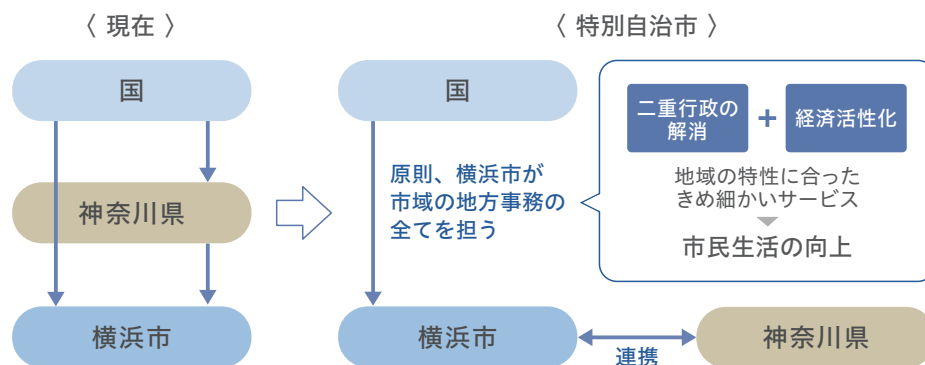 〈 現在 〉
国
神奈川県
横浜市
〈 特別自治市 〉
国
原則、横浜市が
市域の地方事務の
全てを担う
二重行政の
解消
+
経済活性化
地域の特性に合った
きめ細かいサービス
市民生活の向上
横浜市
連携
神奈川県